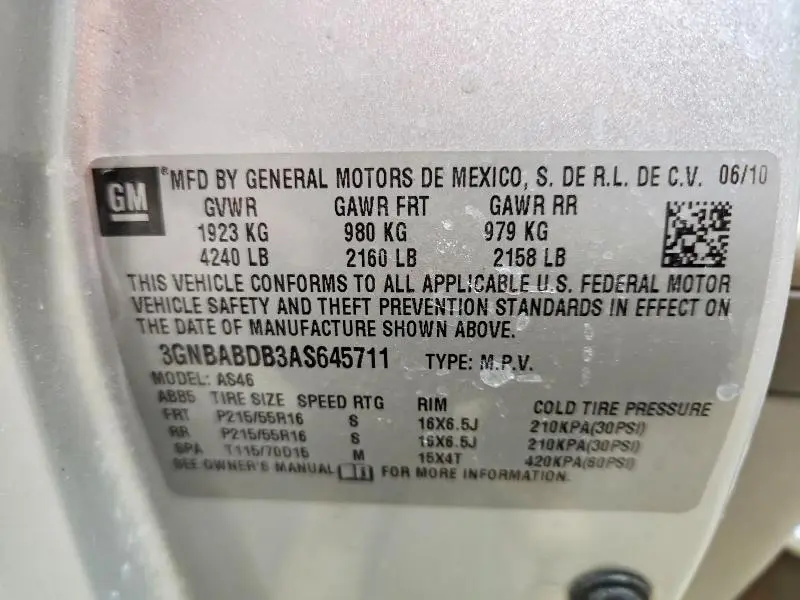 GM ®MFD BY GENERAL MOTORS DE MEXICO, S. DE R.L. DE C.V. 06/10
GVWR GAWR FRT GAWR RR
1923 KG 980 KG 979 KG
4240 LB 2160 LB 2158 LB
THIS VEHICLE CONFORMS TO ALL APPLICABLE U.S. FEDERAL MOTOR
VEHICLE SAFETY AND THEFT PREVENTION STANDARDS IN EFFECT ON
THE DATE OF MANUFACTURE SHOWN ABOVE.
3GNBABDB3AS645711 TYPE: M.P.V.
MODEL: AS46
ABB5 TIRE SIZE SPEED RTG RIM COLD TIRE PRESSURE
FRT P215/55R16 S 16X6.5J 210KPA(30PSI)
RR P215/55R16 S 16X6.5J 210KPA(30PSI)
SPA T115/70D15 M 15X4T 420KPA(60PSI)
SEE OWNER'S MANUAL FOR MORE INFORMATION.